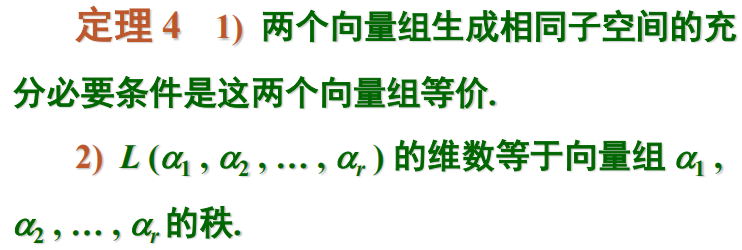 定理 4 1) 两个向量组生成相同子空间的充
分必要条件是这两个向量组等价.
2) L (α₁ , α₂ , … , αᵣ ) 的维数等于向量组 α₁ ,
α₂ , … , αᵣ 的秩.